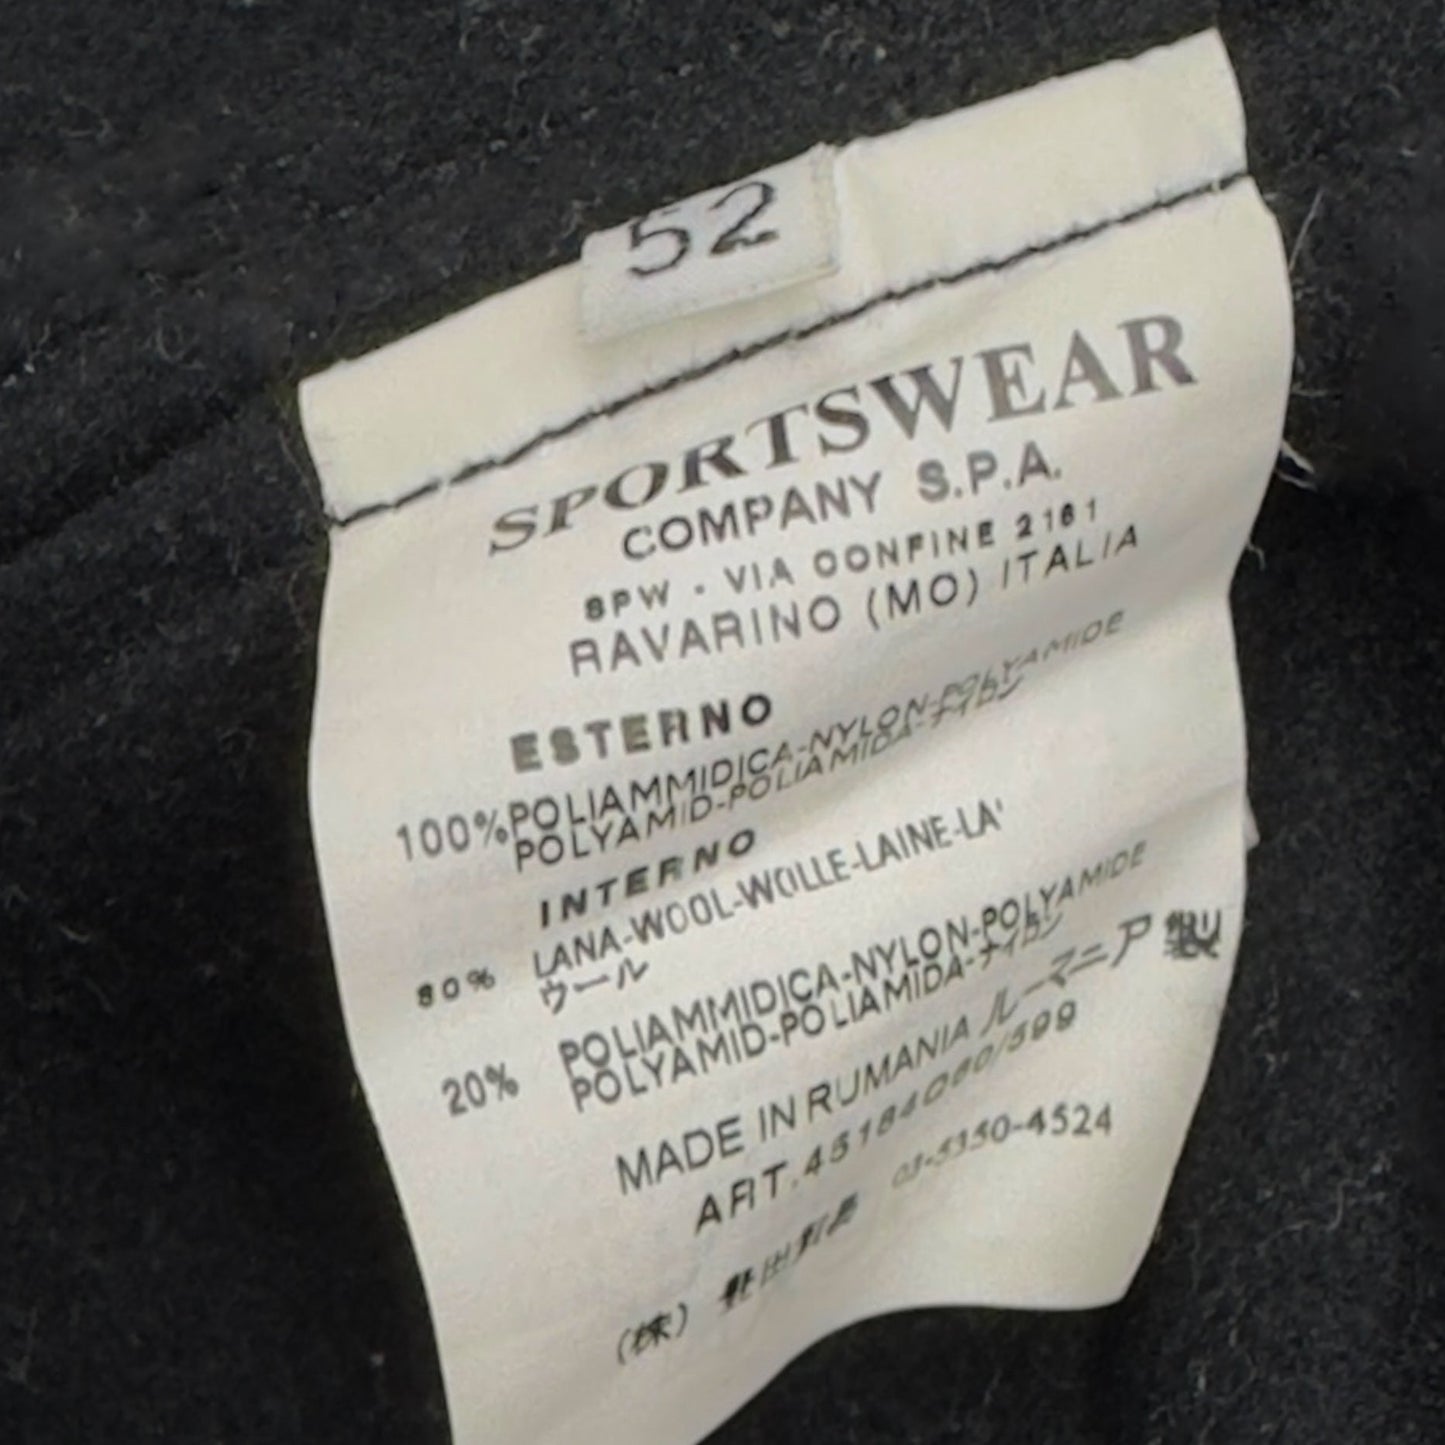 52
SPORTSWEAR
COMPANY S.P.A.
SPW - VIA CONFINE 2161
RAVARINO (MO) ITALIA
ESTERNO
100% POLIAMMIDICA-NYLON-POLYAMIDE
POLYAMID-POLIAMIDA-ナイロン
INTERNO
80% LANA-WOOL-WOLLE-LAINE-LA'
ウール
20% POLIAMMIDICA-NYLON-POLYAMIDE
POLYAMID-POLIAMIDA-ナイロン
MADE IN RUMANIA ルーマニア製
ART.
03-5350-4524
(株)